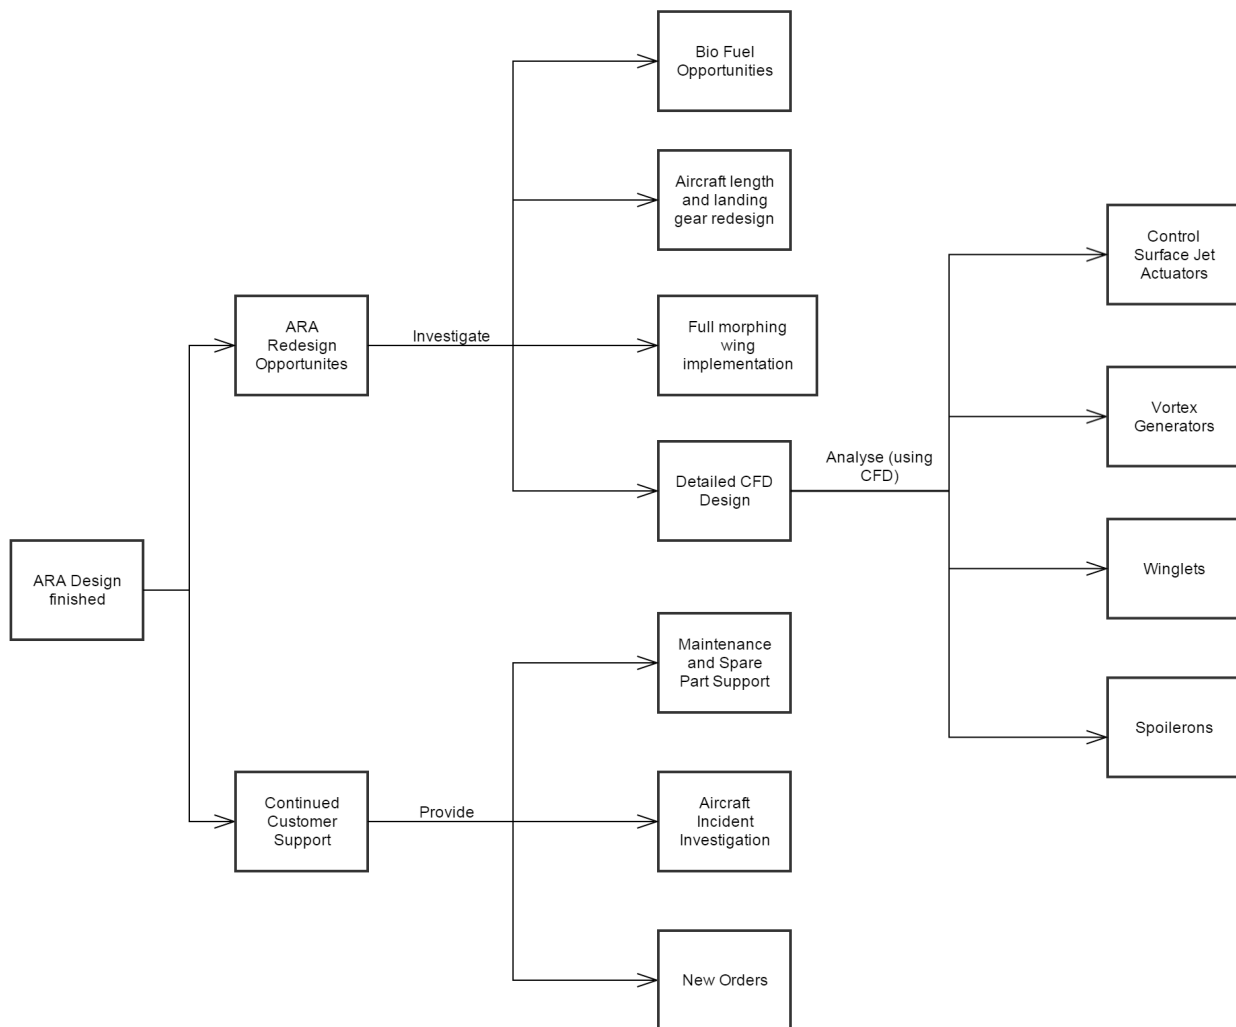 Bio Fuel
Opportunities
Aircraft length
and landing
gear redesign
Control
Surface Jet
Actuators
ARA
Redesign
Opportunites
Investigate
Full morphing
wing
implementation
Vortex
Generators
Analyse (using
CFD)
Detailed CFD
Design
Winglets
ARA Design
finished
Maintenance
and Spare
Part Support
Spoilerons
Continued
Customer
Support
Provide
Aircraft
Incident
Investigation
New Orders